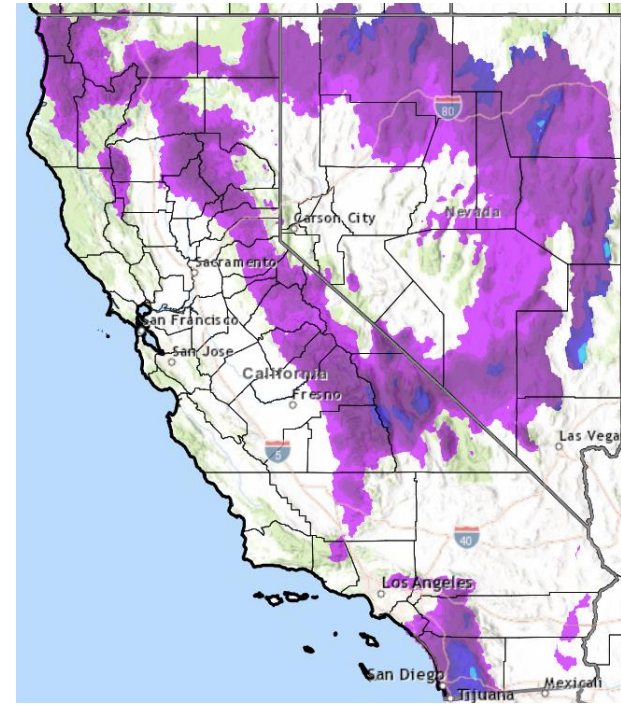 80
Carson City
Nevada
Sacramento
San Francisco
San Jose
California
Fresno
5
Las Vega
40
Los Angeles
San Diego
Mexicali
Tijuana